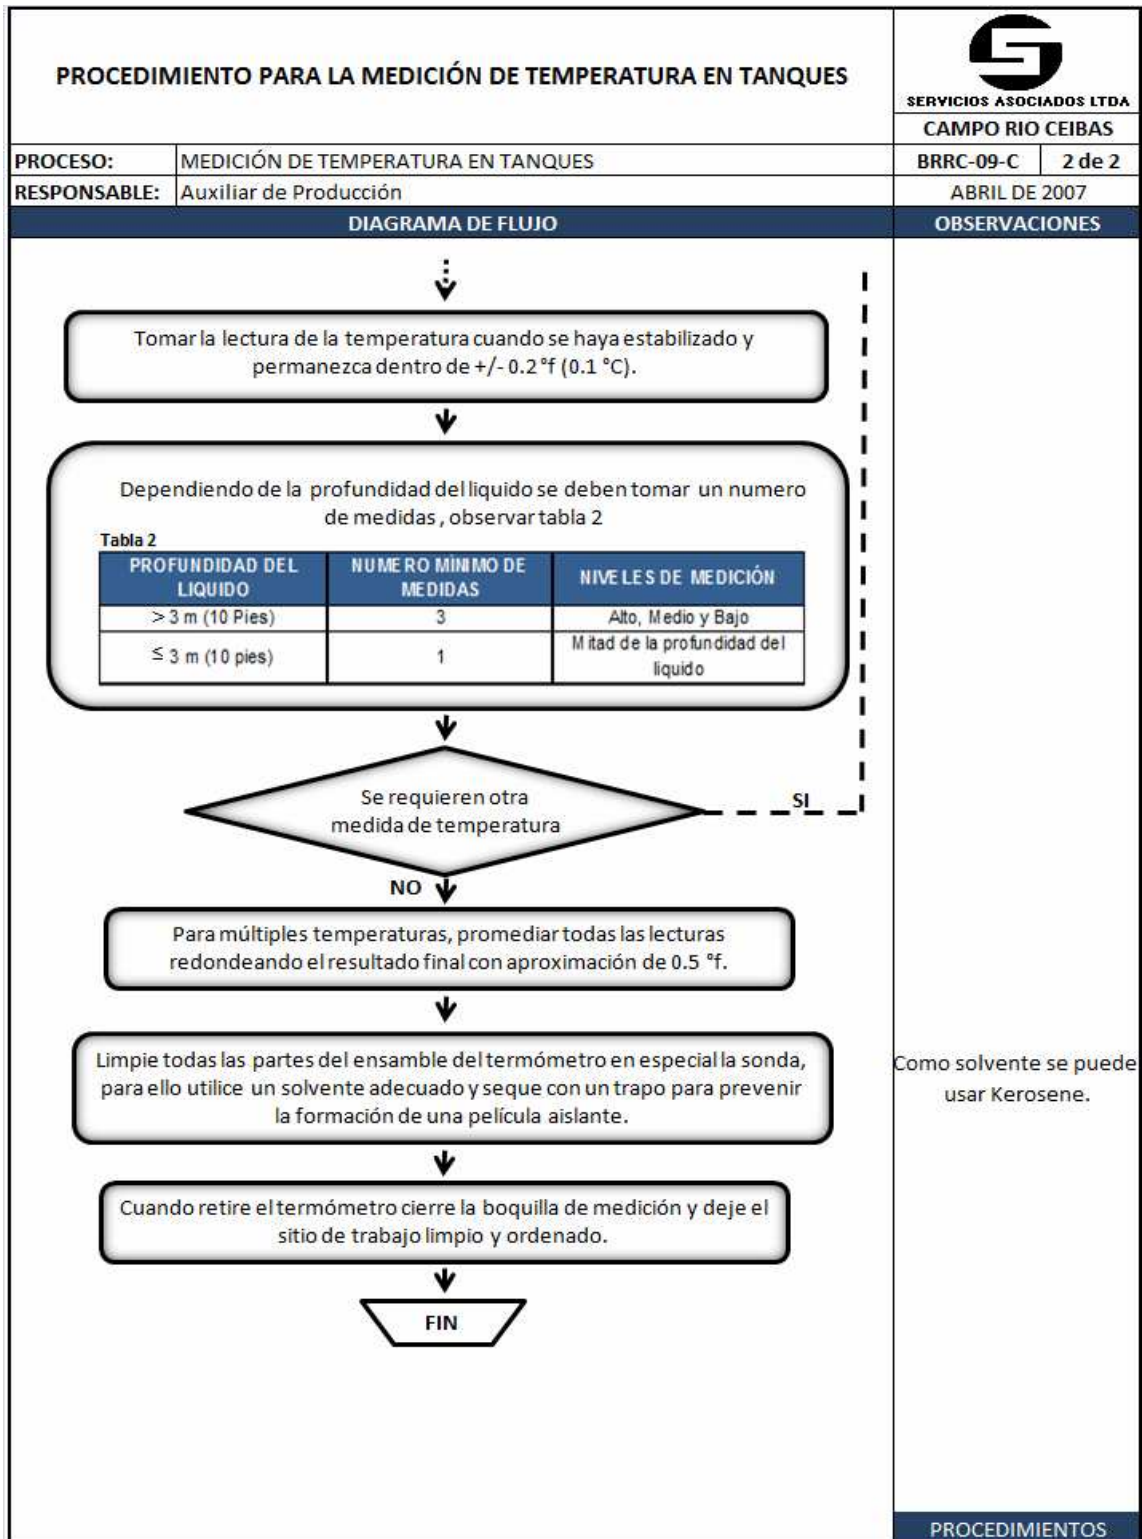 PROCEDIMIENTO PARA LA MEDICIÓN DE TEMPERATURA EN TANQUES
SERVICIOS ASOCIADOS LTDA
CAMPO RIO CEIBAS
PROCESO: MEDICIÓN DE TEMPERATURA EN TANQUES BRRC-09-C 2 de 2
RESPONSABLE: Auxiliar de Producción ABRIL DE 2007
DIAGRAMA DE FLUJO OBSERVACIONES
Tomar la lectura de la temperatura cuando se haya estabilizado y
permanezca dentro de +/- 0.2 °f (0.1 °C).
Dependiendo de la profundidad del liquido se deben tomar un numero
de medidas , observar tabla 2
Tabla 2
PROFUNDIDAD DEL
LIQUIDO
NUMERO MÌNIMO DE
MEDIDAS
NIVELES DE MEDICIÓN
> 3 m (10 Pies) 3 Alto, Medio y Bajo
≤ 3 m (10 pies) 1 Mitad de la profundidad del
liquido
Se requieren otra
medida de temperatura
SI
NO
Para múltiples temperaturas, promediar todas las lecturas
redondeando el resultado final con aproximación de 0.5 °f.
Limpie todas las partes del ensamble del termómetro en especial la sonda,
para ello utilice un solvente adecuado y seque con un trapo para prevenir
la formación de una película aislante.
Como solvente se puede
usar Kerosene.
Cuando retire el termómetro cierre la boquilla de medición y deje el
sitio de trabajo limpio y ordenado.
FIN
PROCEDIMIENTOS